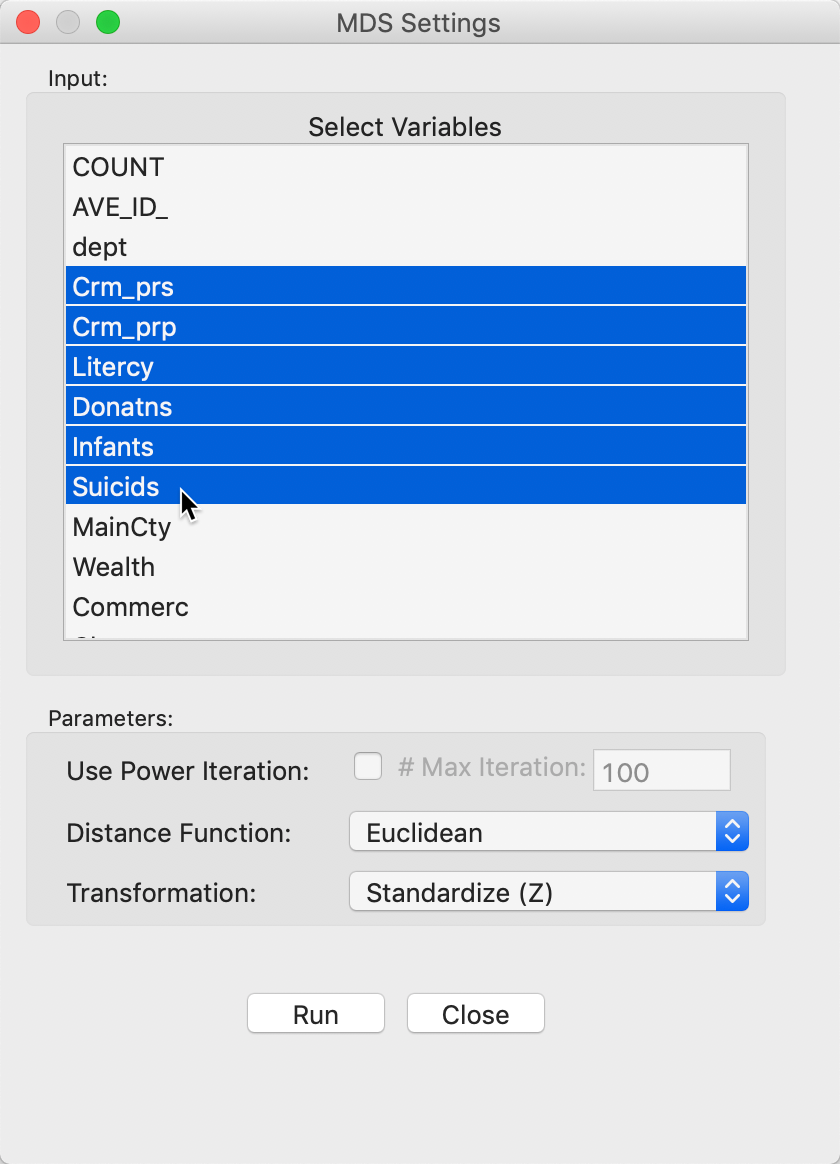 MDS Settings
Input:
Select Variables
COUNT
AVE_ID_
dept
Crm_prs
Crm_prp
Litercy
Donatns
Infants
Suicids
MainCty
Wealth
Commerc
Parameters:
Use Power Iteration: # Max Iteration: 100
Distance Function: Euclidean
Transformation: Standardize (Z)
Run Close